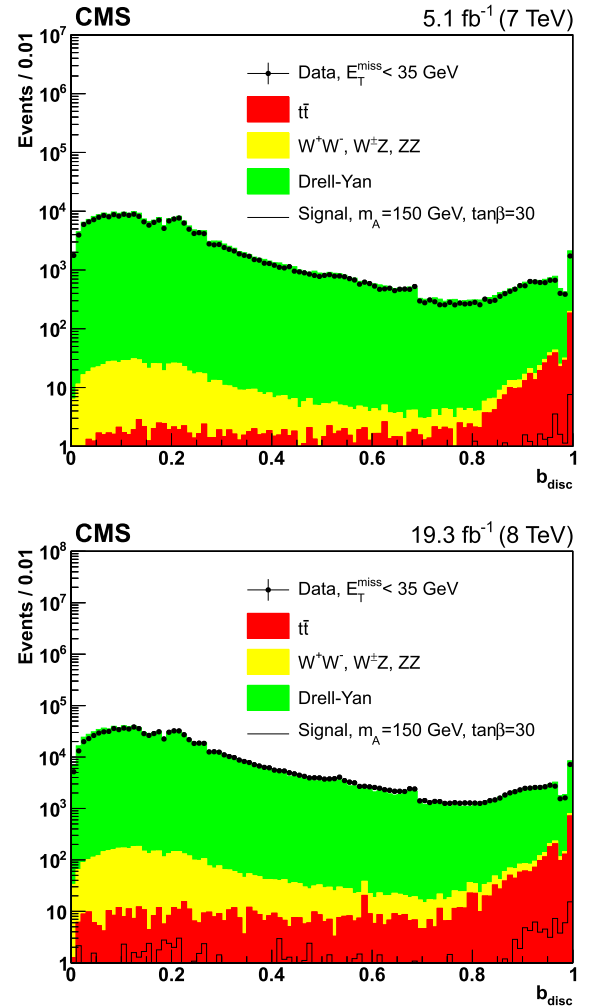 CMS 5.1 fb⁻¹ (7 TeV)
Events / 0.01
10⁷
10⁶
10⁵
10⁴
10³
10²
10
1
Data, E_T^miss < 35 GeV
tt̄
W⁺W⁻, W±Z, ZZ
Drell-Yan
Signal, m_A=150 GeV, tanβ=30
0 0.2 0.4 0.6 0.8 1
b_disc
CMS 19.3 fb⁻¹ (8 TeV)
Events / 0.01
10⁸
10⁷
10⁶
10⁵
10⁴
10³
10²
10
1
Data, E_T^miss < 35 GeV
tt̄
W⁺W⁻, W±Z, ZZ
Drell-Yan
Signal, m_A=150 GeV, tanβ=30
0 0.2 0.4 0.6 0.8 1
b_disc